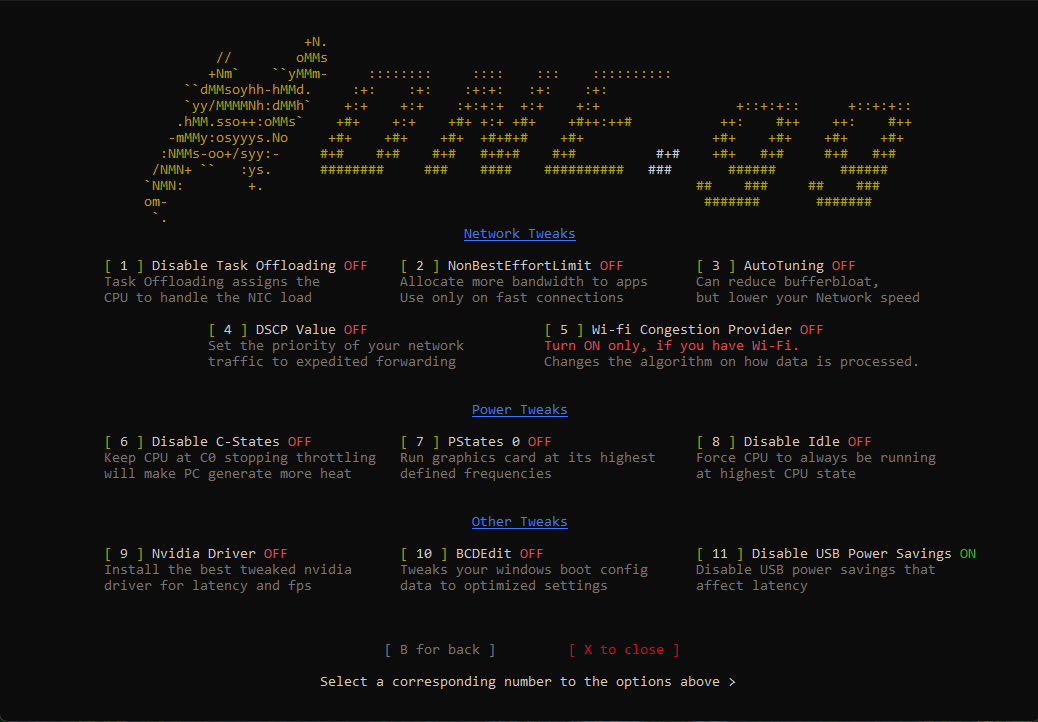 Network Tweaks
[ 1 ] Disable Task Offloading OFF [ 2 ] NonBestEffortLimit OFF [ 3 ] AutoTuning OFF
Task Offloading assigns the Allocate more bandwidth to apps Can reduce bufferbloat,
CPU to handle the NIC load Use only on fast connections but lower your Network speed
[ 4 ] DSCP Value OFF [ 5 ] Wi-fi Congestion Provider OFF
Set the priority of your network Turn ON only, if you have Wi-Fi.
traffic to expedited forwarding Changes the algorithm on how data is processed.
Power Tweaks
[ 6 ] Disable C-States OFF [ 7 ] PStates 0 OFF [ 8 ] Disable Idle OFF
Keep CPU at C0 stopping throttling Run graphics card at its highest Force CPU to always be running
will make PC generate more heat defined frequencies at highest CPU state
Other Tweaks
[ 9 ] Nvidia Driver OFF [ 10 ] BCDEdit OFF [ 11 ] Disable USB Power Savings ON
Install the best tweaked nvidia Tweaks your windows boot config Disable USB power savings that
driver for latency and fps data to optimized settings affect latency
[ B for back ] [ X to close ]
Select a corresponding number to the options above >